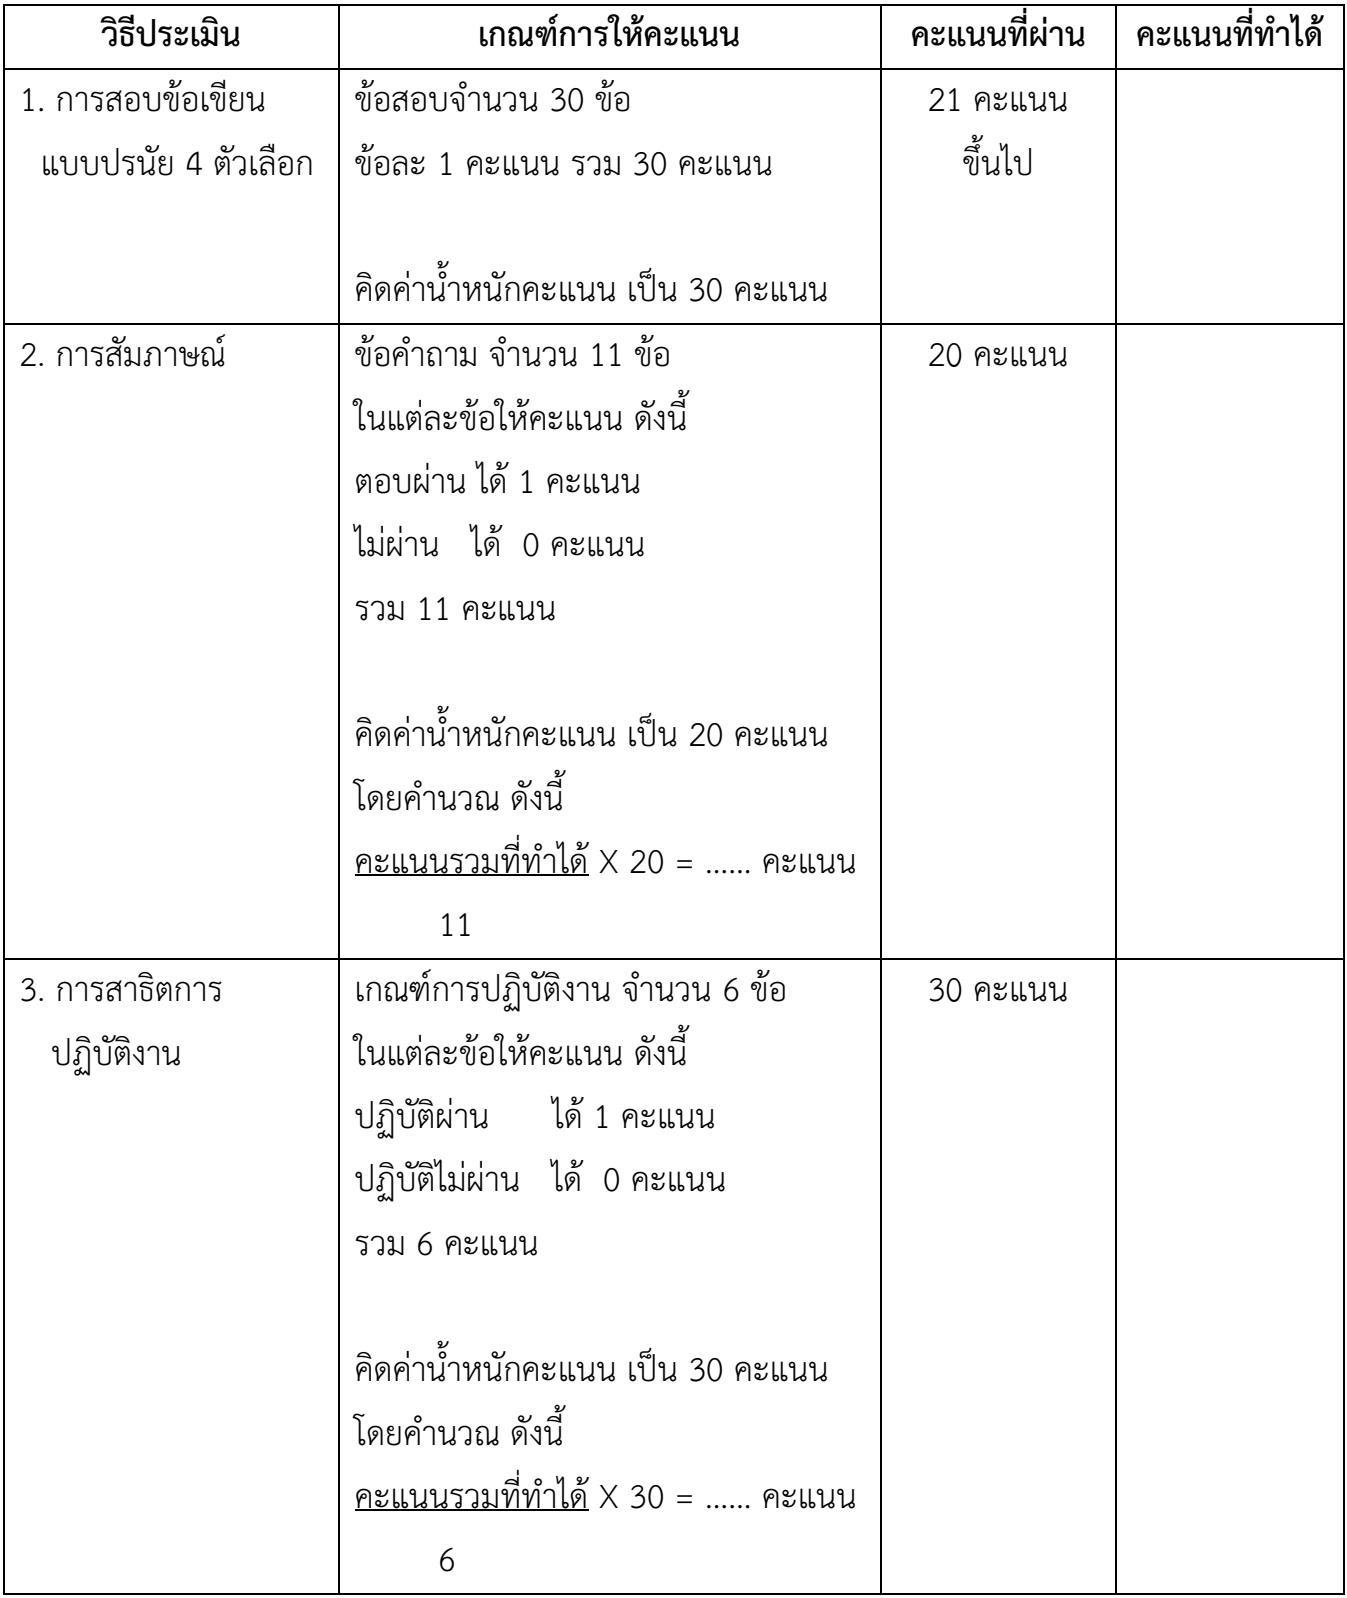 วิธีประเมิน
เกณฑ์การให้คะแนน
คะแนนที่ผ่าน
คะแนนที่ทำได้
1. การสอบข้อเขียน
แบบปรนัย 4 ตัวเลือก
ข้อสอบจำนวน 30 ข้อ
ข้อละ 1 คะแนน รวม 30 คะแนน
คิดค่าน้ำหนักคะแนน เป็น 30 คะแนน
21 คะแนน
ขึ้นไป
2. การสัมภาษณ์
ข้อคำถาม จำนวน 11 ข้อ
ในแต่ละข้อให้คะแนน ดังนี้
ตอบผ่าน ได้ 1 คะแนน
ไม่ผ่าน ได้ 0 คะแนน
รวม 11 คะแนน
คิดค่าน้ำหนักคะแนน เป็น 20 คะแนน
โดยคำนวณ ดังนี้
คะแนนรวมที่ทำได้ X 20 = ...... คะแนน
11
20 คะแนน
3. การสาธิตการ
ปฏิบัติงาน
เกณฑ์การปฏิบัติงาน จำนวน 6 ข้อ
ในแต่ละข้อให้คะแนน ดังนี้
ปฏิบัติผ่าน ได้ 1 คะแนน
ปฏิบัติไม่ผ่าน ได้ 0 คะแนน
รวม 6 คะแนน
คิดค่าน้ำหนักคะแนน เป็น 30 คะแนน
โดยคำนวณ ดังนี้
คะแนนรวมที่ทำได้ X 30 = ...... คะแนน
6
30 คะแนน